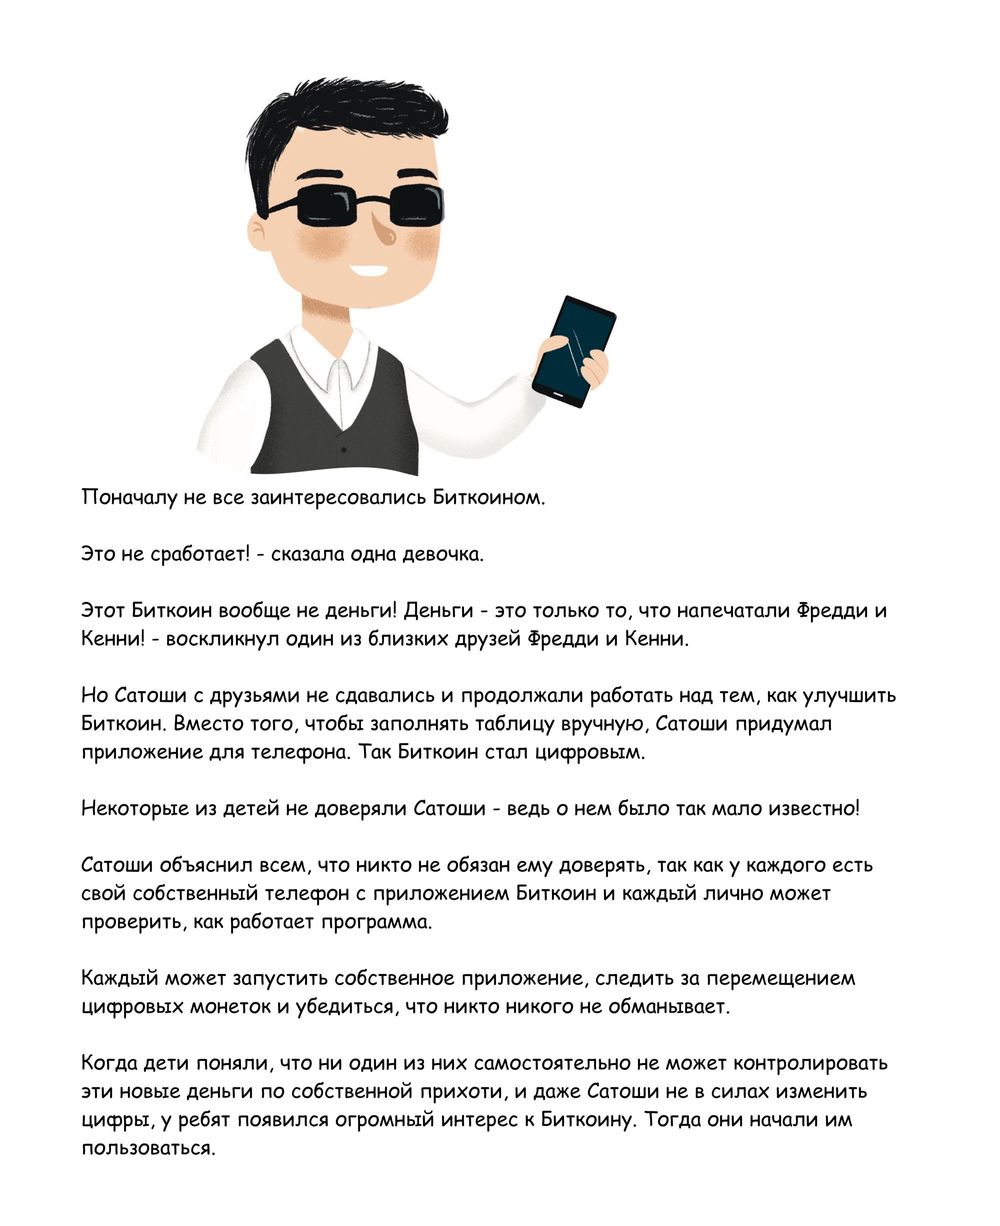 Поначалу не все заинтересовались Биткоином.
Это не сработает! - сказала одна девочка.
Этот Биткоин вообще не деньги! Деньги - это только то, что напечатали Фредди и
Кенни! - воскликнул один из близких друзей Фредди и Кенни.
Но Сатоши с друзьями не сдавались и продолжали работать над тем, как улучшить
Биткоин. Вместо того, чтобы заполнять таблицу вручную, Сатоши придумал
приложение для телефона. Так Биткоин стал цифровым.
Некоторые из детей не доверяли Сатоши - ведь о нем было так мало известно!
Сатоши объяснил всем, что никто не обязан ему доверять, так как у каждого есть
свой собственный телефон с приложением Биткоин и каждый лично может
проверить, как работает программа.
Каждый может запустить собственное приложение, следить за перемещением
цифровых монеток и убедиться, что никто никого не обманывает.
Когда дети поняли, что ни один из них самостоятельно не может контролировать
эти новые деньги по собственной прихоти, и даже Сатоши не в силах изменить
цифры, у ребят появился огромный интерес к Биткоину. Тогда они начали им
пользоваться.